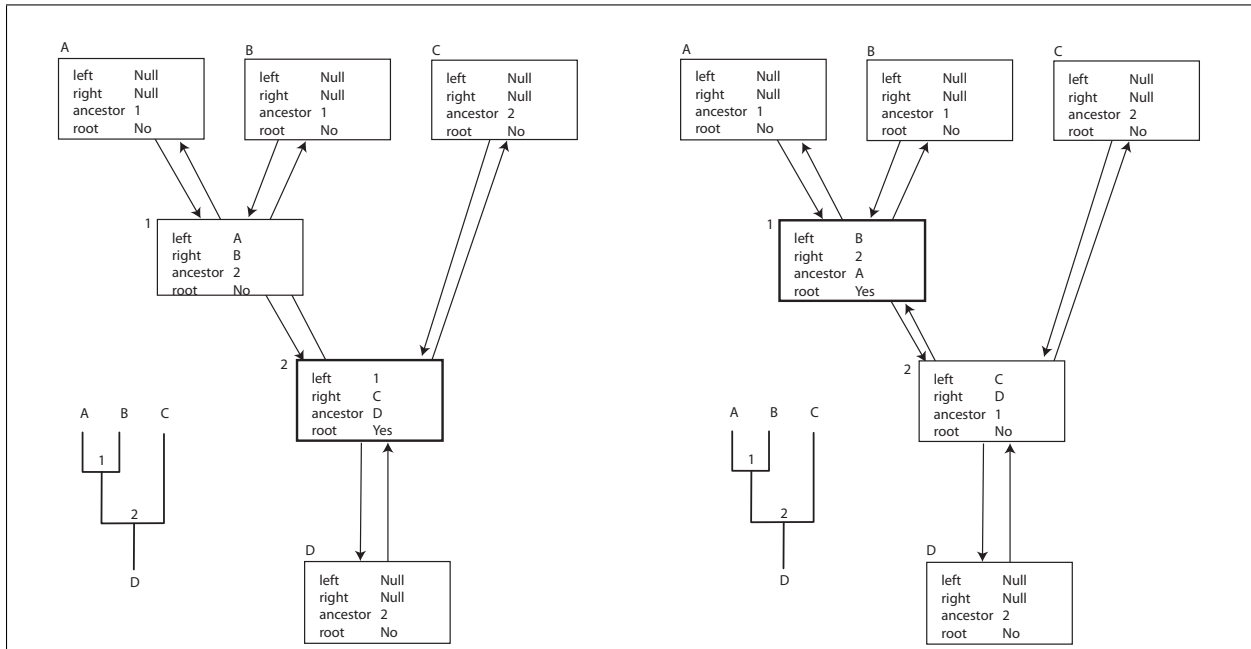 A
left Null
right Null
ancestor 1
root No
B
left Null
right Null
ancestor 1
root No
C
left Null
right Null
ancestor 2
root No
1
left A
right B
ancestor 2
root No
2
left 1
right C
ancestor D
root Yes
A B C
1
2
D
D
left Null
right Null
ancestor 2
root No
A
left Null
right Null
ancestor 1
root No
B
left Null
right Null
ancestor 1
root No
C
left Null
right Null
ancestor 2
root No
1
left B
right 2
ancestor A
root Yes
2
left C
right D
ancestor 1
root No
A B C
1
2
D
D
left Null
right Null
ancestor 2
root No